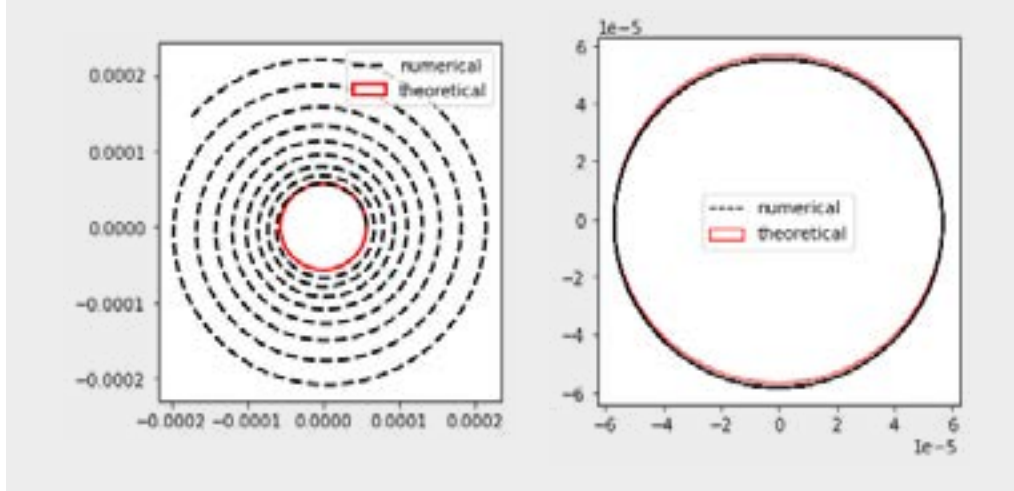 numerical
theoretical
0.0002
0.0001
0.0000
−0.0001
−0.0002
−0.0002 −0.0001 0.0000 0.0001 0.0002
1e−5
6
4
2
0
−2
−4
−6
numerical
theoretical
−6 −4 −2 0 2 4 6
1e−5